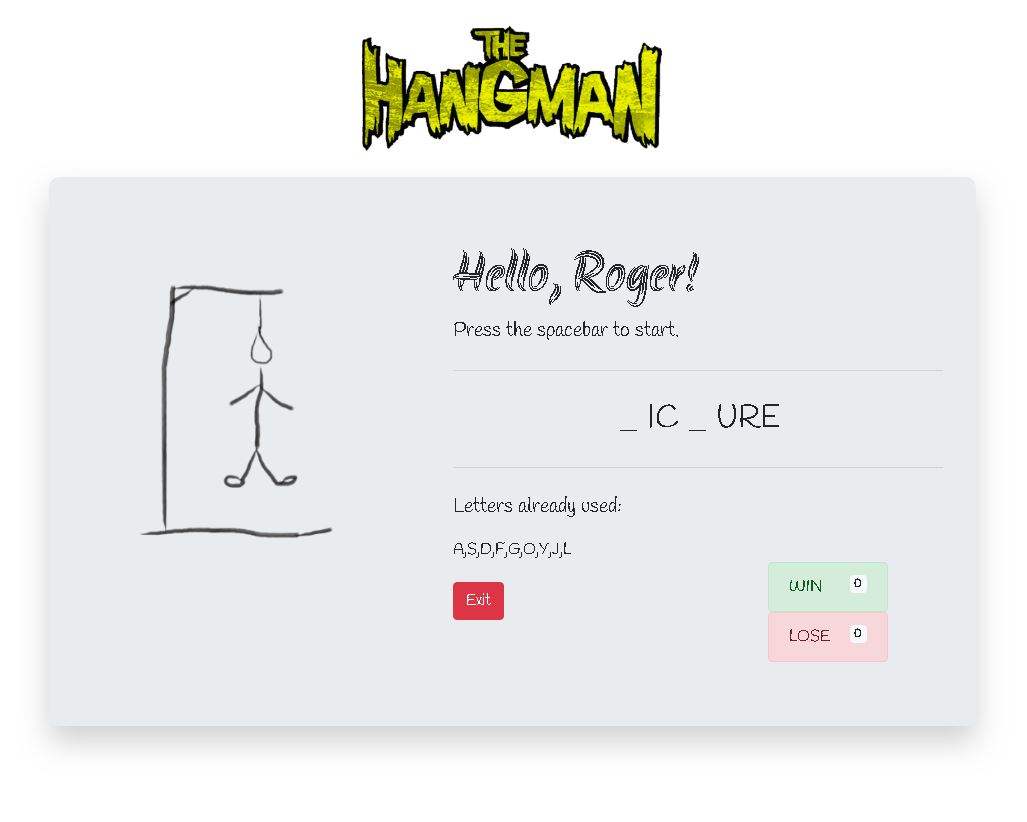 THE
HANGMAN
Hello, Roger!
Press the spacebar to start.
_ IC _ URE
Letters already used:
A,S,D,F,G,O,Y,J,L
Exit
WIN 0
LOSE 0